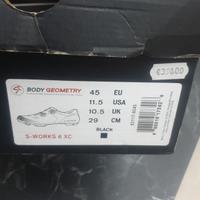 BODY GEOMETRY
45 EU
11.5 USA
10.5 UK
29 CM
BLACK
S-WORKS 6 XC